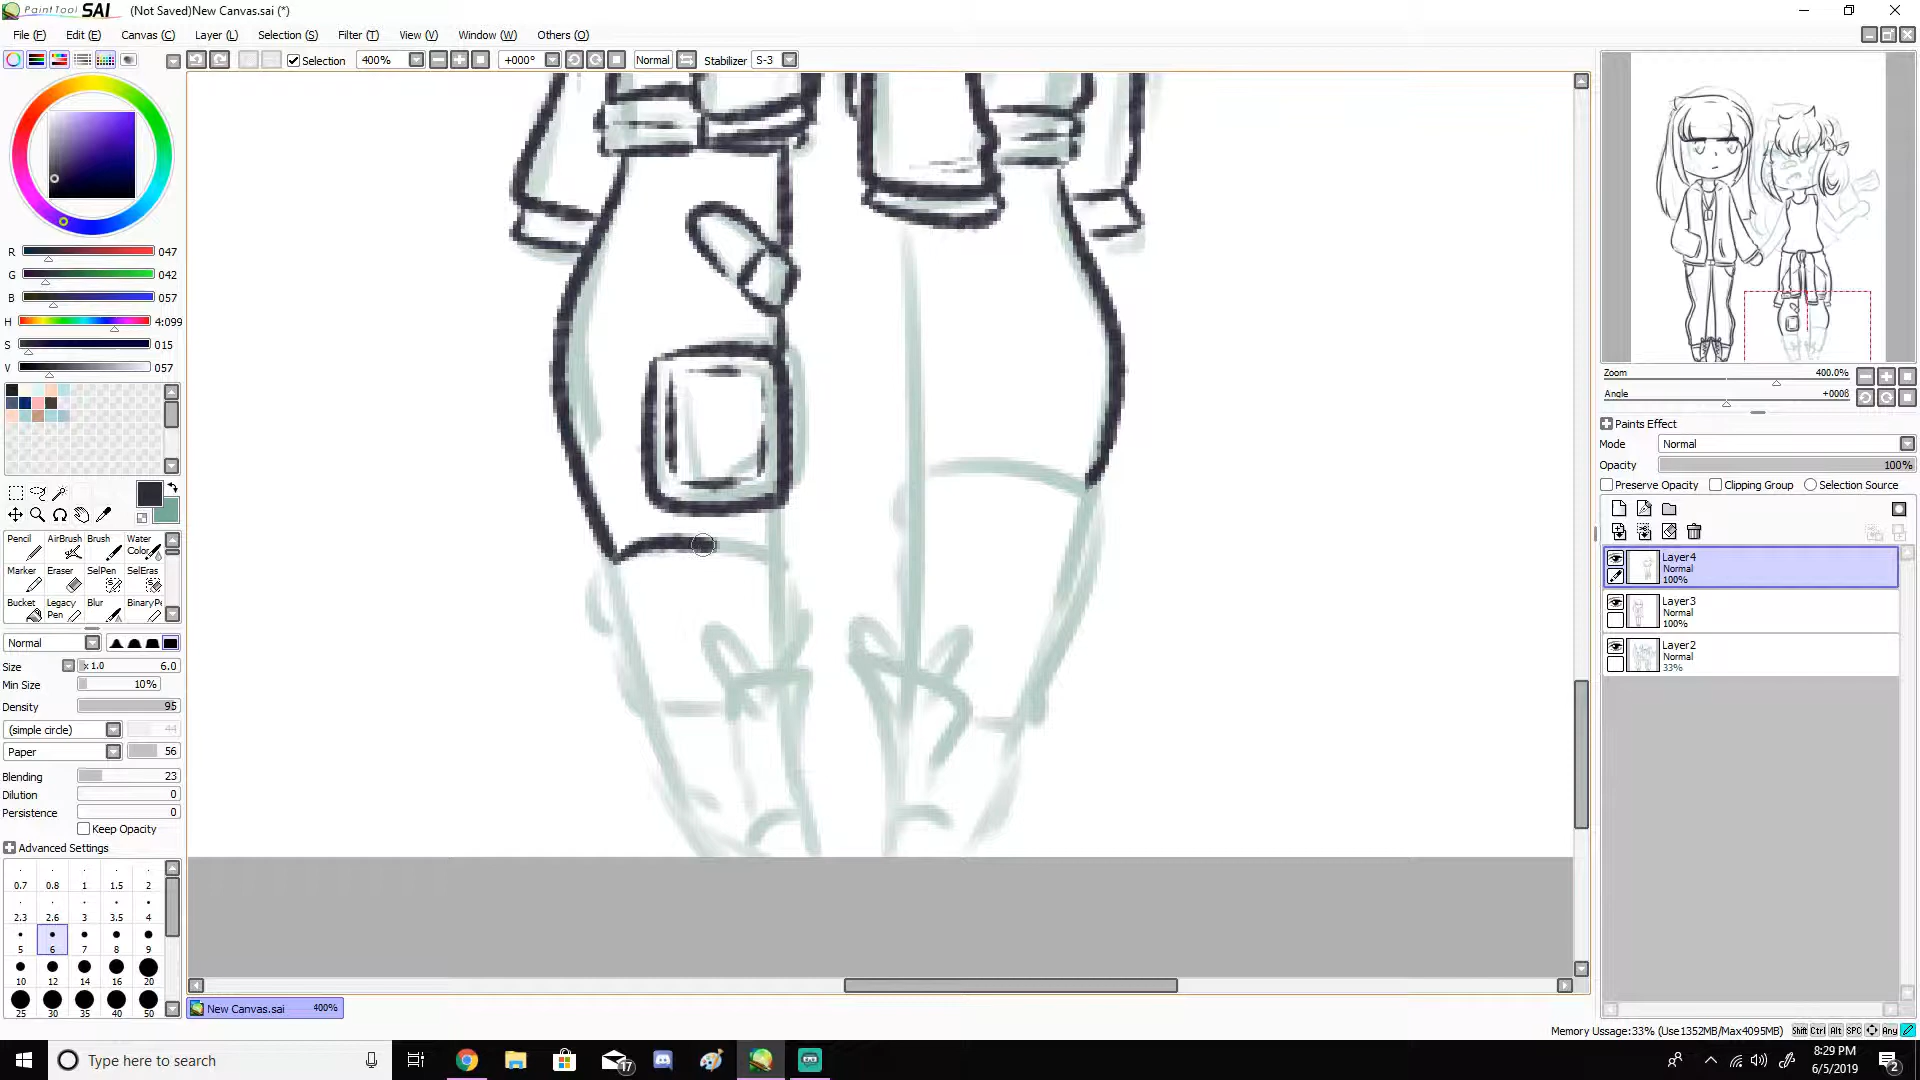 PaintTool SAI (Not Saved)New Canvas.sai (*)
File (F) Edit (E) Canvas (C) Layer (L) Selection (S) Filter (T) View (V) Window (W) Others (O)
Selection 400% +000° Normal Stabilizer S-3
R 047
G 042
B 057
H 4:099
S 015
V 057
Pencil AirBrush Brush Water Color
Marker Eraser SelPen SelEras
Bucket Legacy Pen Blur BinaryPe
Normal
Size x 1.0 6.0
Min Size 10%
Density 95
(simple circle) 44
Paper 56
Blending 23
Dilution 0
Persistence 0
Keep Opacity
Advanced Settings
0.7 0.8 1 1.5 2
2.3 2.6 3 3.5 4
5 6 7 8 9
10 12 14 16 20
25 30 35 40 50
Zoom 400.0%
Angle +0008
Paints Effect
Mode Normal
Opacity 100%
Preserve Opacity Clipping Group Selection Source
Layer4
Normal
100%
Layer3
Normal
100%
Layer2
Normal
33%
New Canvas.sai 400%
Memory Ussage:33% (Use1352MB/Max4095MB) Shift Ctrl Alt SPC Any
Type here to search
17
8:29 PM
6/5/2019
2